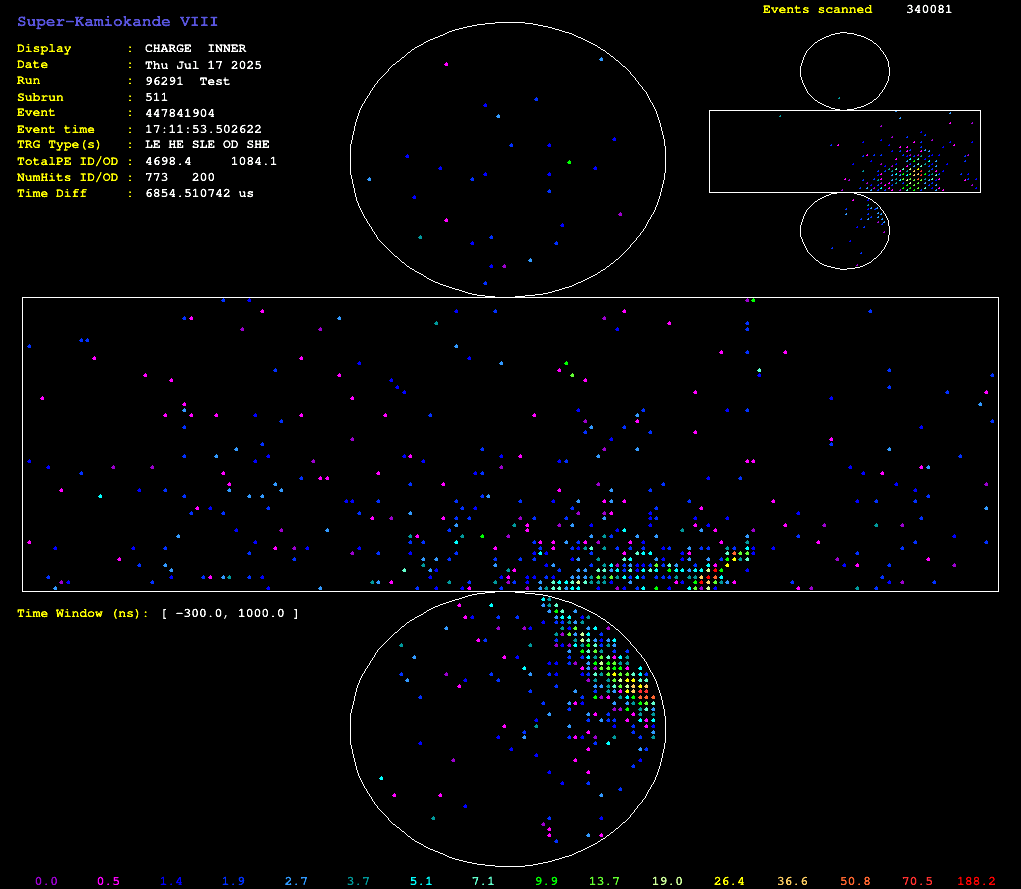 Super-Kamiokande VIII
Events scanned 340081
Display : CHARGE INNER
Date : Thu Jul 17 2025
Run : 96291 Test
Subrun : 511
Event : 447841904
Event time : 17:11:53.502622
TRG Type(s) : LE HE SLE OD SHE
TotalPE ID/OD : 4698.4 1084.1
NumHits ID/OD : 773 200
Time Diff : 6854.510742 us
Time Window (ns): [ -300.0, 1000.0 ]
0.0 0.5 1.4 1.9 2.7 3.7 5.1 7.1 9.9 13.7 19.0 26.4 36.6 50.8 70.5 188.2